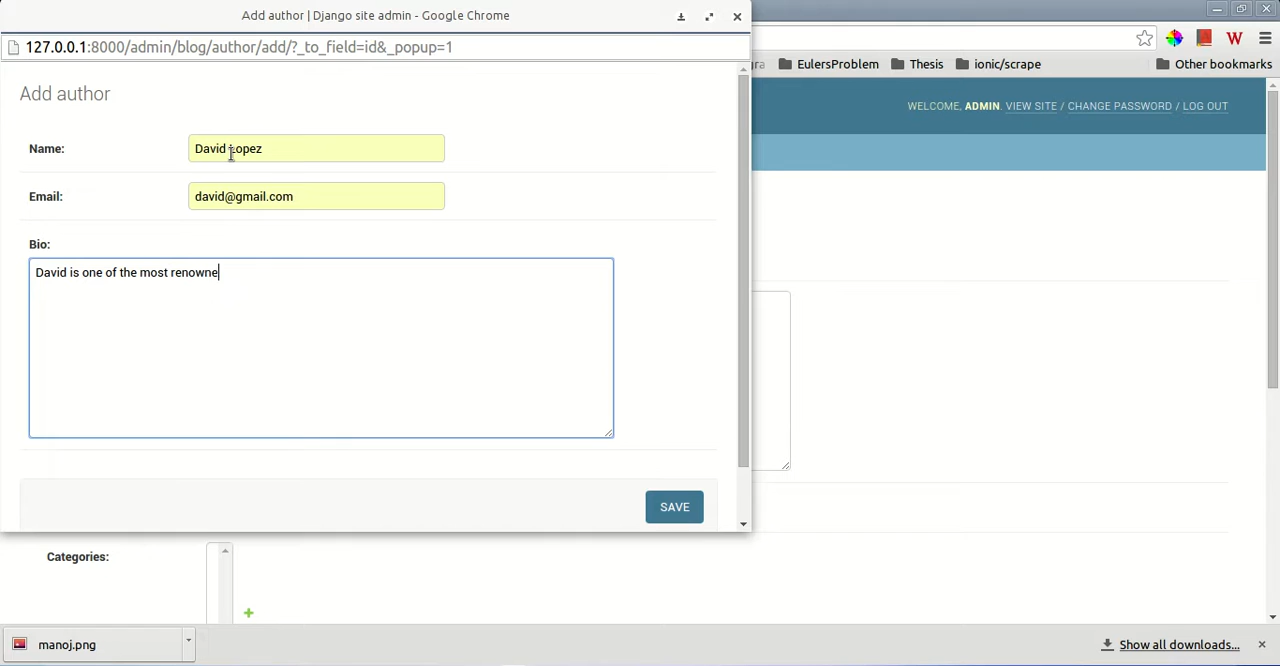 Add author | Django site admin - Google Chrome
127.0.0.1:8000/admin/blog/author/add/?_to_field=id&_popup=1
EulersProblem
Thesis
ionic/scrape
Other bookmarks
WELCOME, ADMIN. VIEW SITE / CHANGE PASSWORD / LOG OUT
Add author
Name:
David Lopez
Email:
david@gmail.com
Bio:
David is one of the most renowne
SAVE
Categories:
manoj.png
Show all downloads...